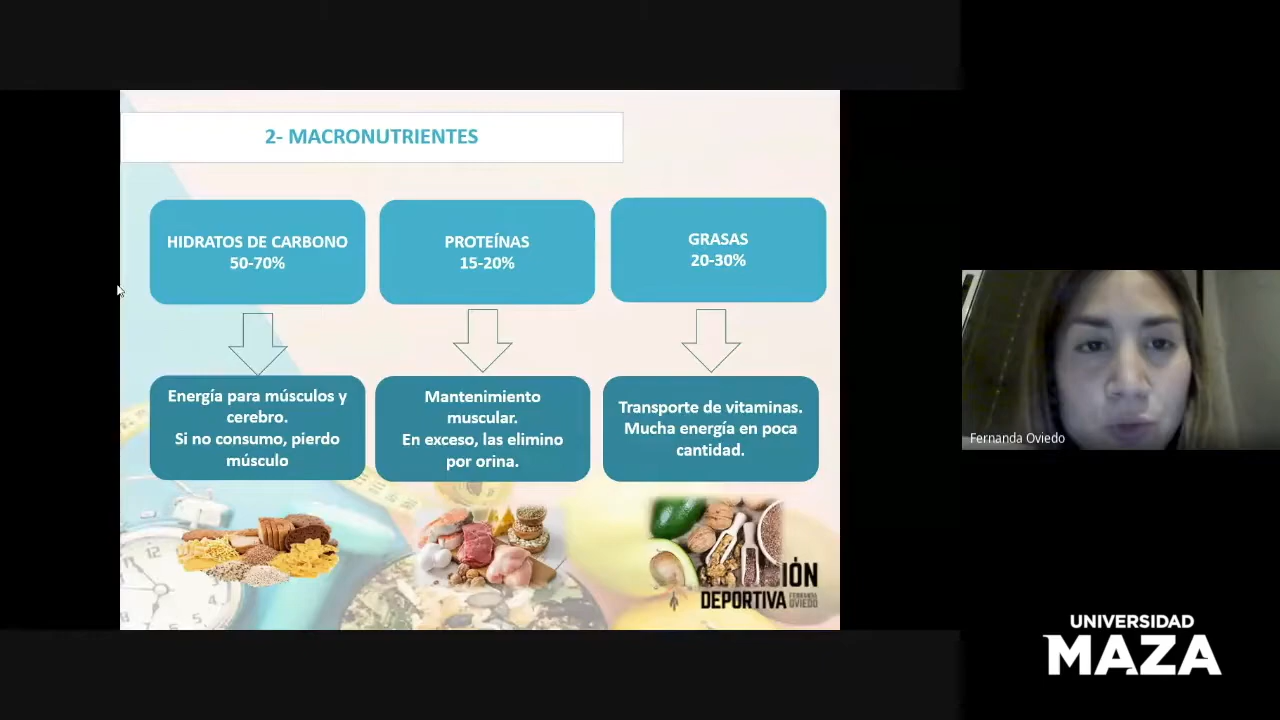 2- MACRONUTRIENTES
HIDRATOS DE CARBONO
50-70%
PROTEÍNAS
15-20%
GRASAS
20-30%
Energía para músculos y
cerebro.
Si no consumo, pierdo
músculo
Mantenimiento
muscular.
En exceso, las elimino
por orina.
Transporte de vitaminas.
Mucha energía en poca
cantidad.
IÓN
DEPORTIVA
FERNANDA
OVIEDO
Fernanda Oviedo
UNIVERSIDAD
MAZA